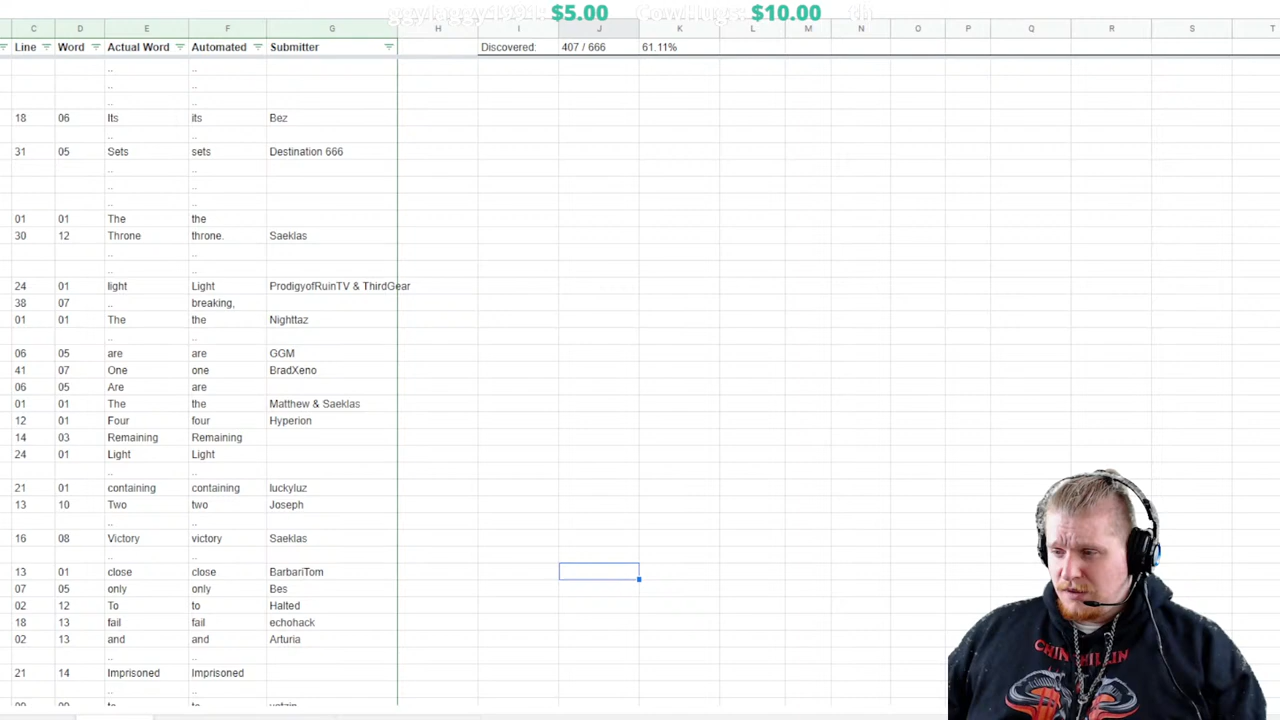 ggylaggy1991: $5.00 CowHugs: $10.00 th
C D E F G H I J K L M N O P Q R S T
Line Word Actual Word Automated Submitter Discovered: 407 / 666 61.11%
.. ..
.. ..
.. ..
18 06 Its its Bez
.. ..
31 05 Sets sets Destination 666
.. ..
.. ..
.. ..
01 01 The the
30 12 Throne throne. Saeklas
.. ..
.. ..
24 01 light Light ProdigyofRuinTV & ThirdGear
38 07 .. breaking,
01 01 The the Nighttaz
.. ..
06 05 are are GGM
41 07 One one BradXeno
06 05 Are are
01 01 The the Matthew & Saeklas
12 01 Four four Hyperion
14 03 Remaining Remaining
24 01 Light Light
.. ..
21 01 containing containing luckyluz
13 10 Two two Joseph
.. ..
16 08 Victory victory Saeklas
.. ..
13 01 close close BarbariTom
07 05 only only Bes
02 12 To to Halted
18 13 fail fail echohack
02 13 and and Arturia
.. ..
21 14 Imprisoned Imprisoned
.. ..
to to